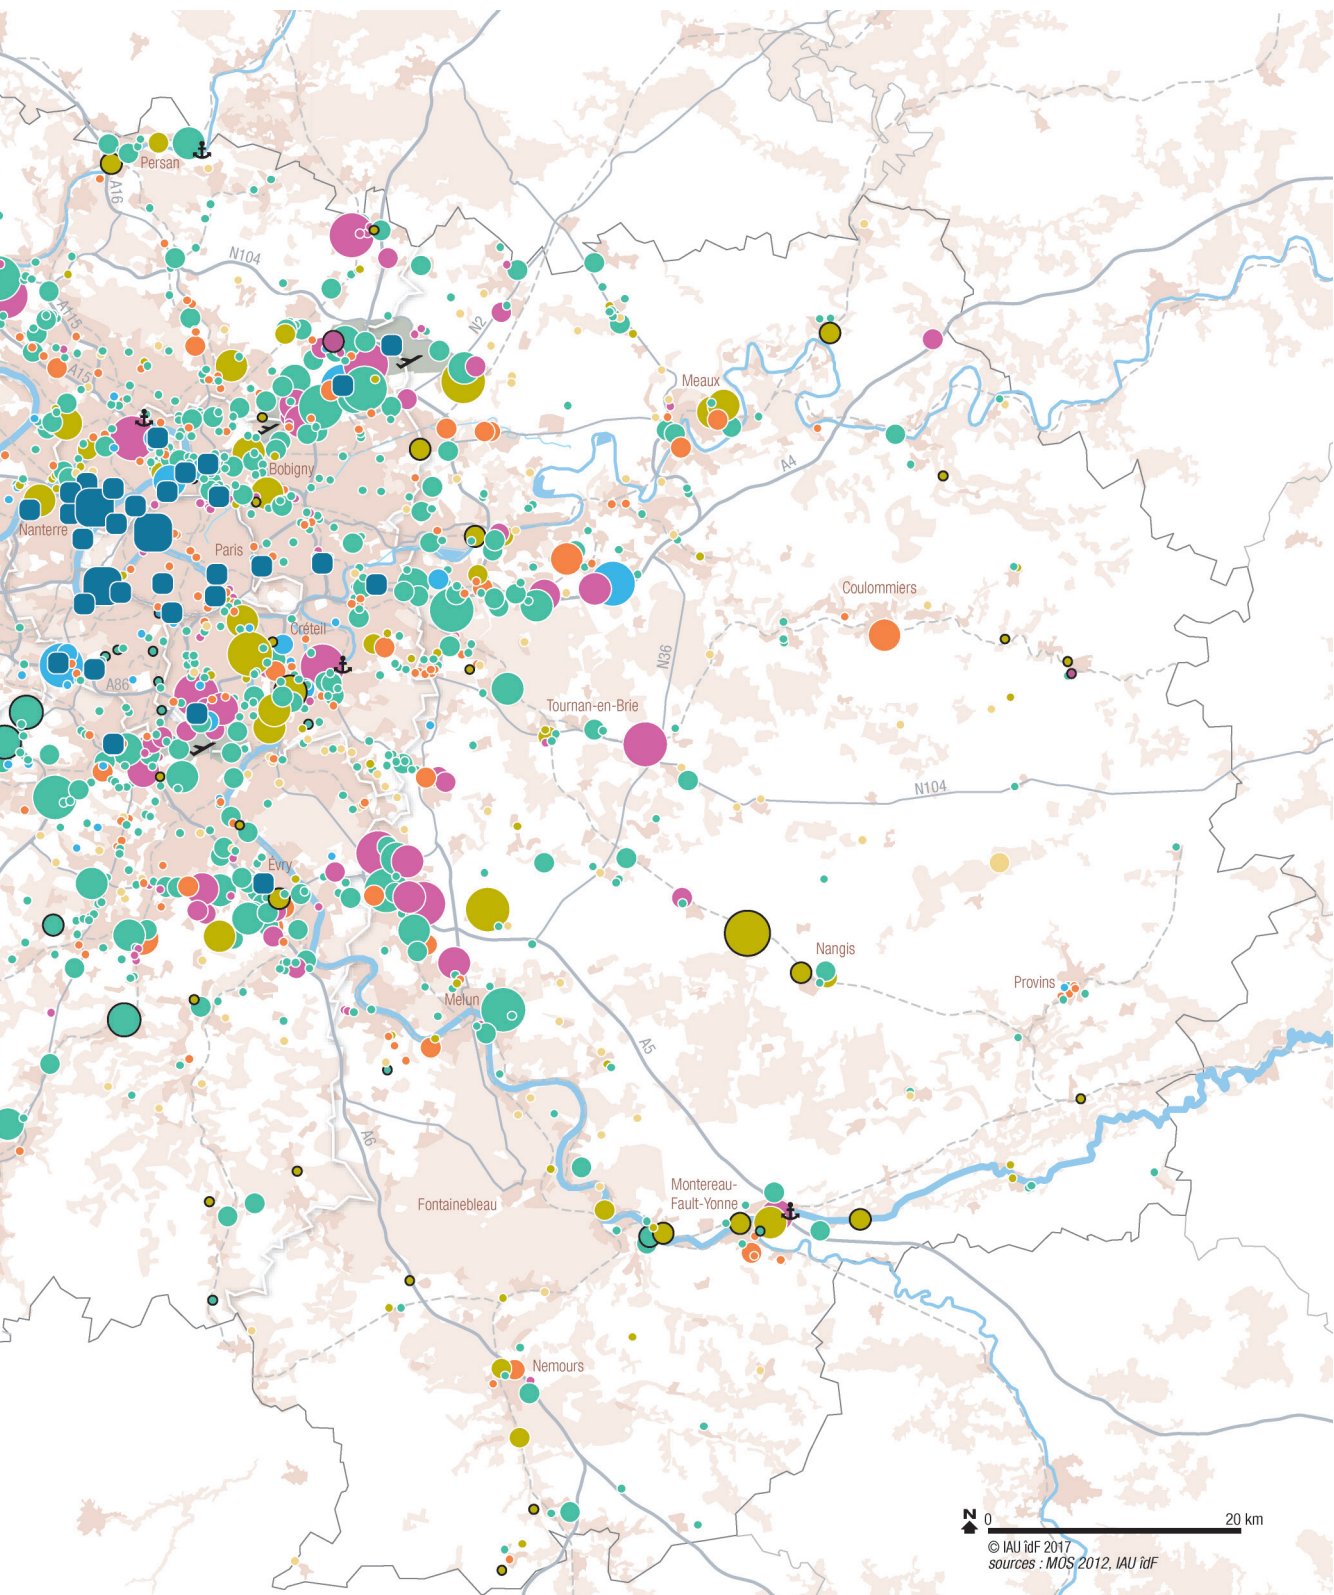 Persan
A16
N104
A115
N2
A15
Meaux
A4
Bobigny
Nanterre
Paris
Coulommiers
Créteil
N36
A86
Tournan-en-Brie
N104
Évry
Nangis
Provins
Melun
A5
A6
Montereau-
Fault-Yonne
Fontainebleau
Nemours
N
0
20 km
© IAU îdF 2017
sources : MOS 2012, IAU îdF